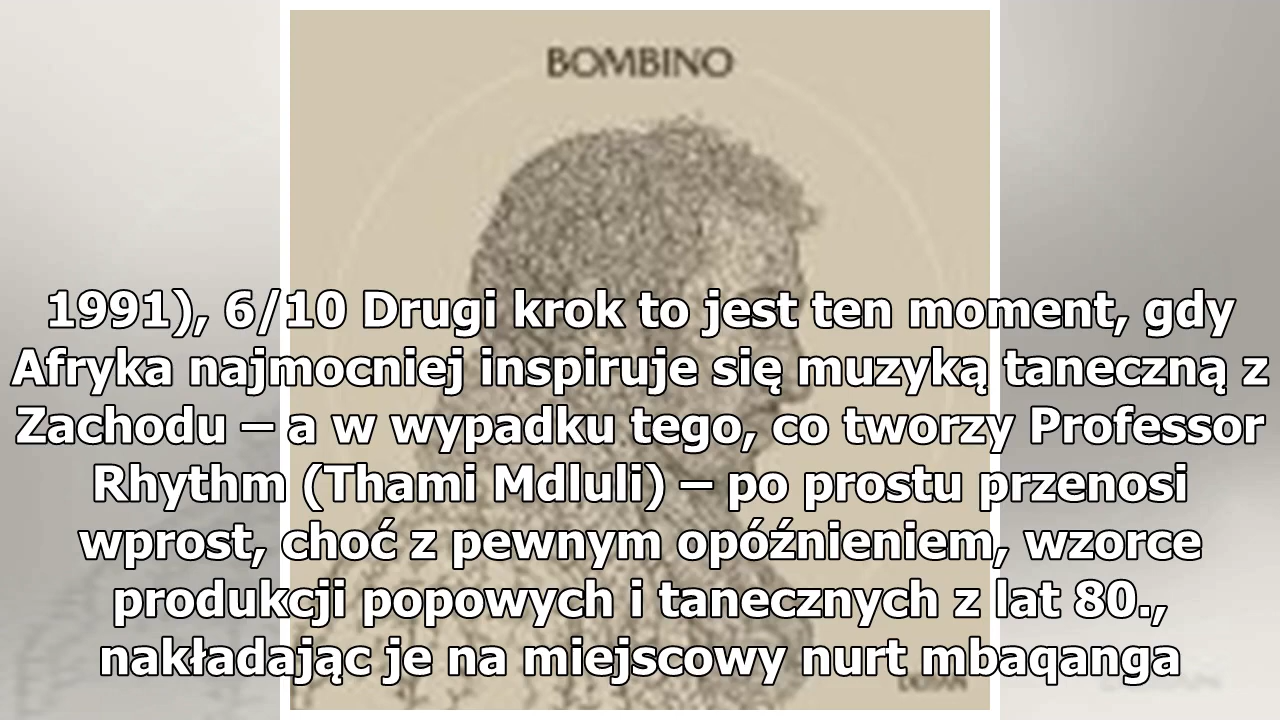 BOMBINO
1991), 6/10 Drugi krok to jest ten moment, gdy
Afryka najmocniej inspiruje się muzyką taneczną z
Zachodu – a w wypadku tego, co tworzy Professor
Rhythm (Thami Mdluli) – po prostu przenosi
wprost, choć z pewnym opóźnieniem, wzorce
produkcji popowych i tanecznych z lat 80.,
nakładając je na miejscowy nurt mbaqanga